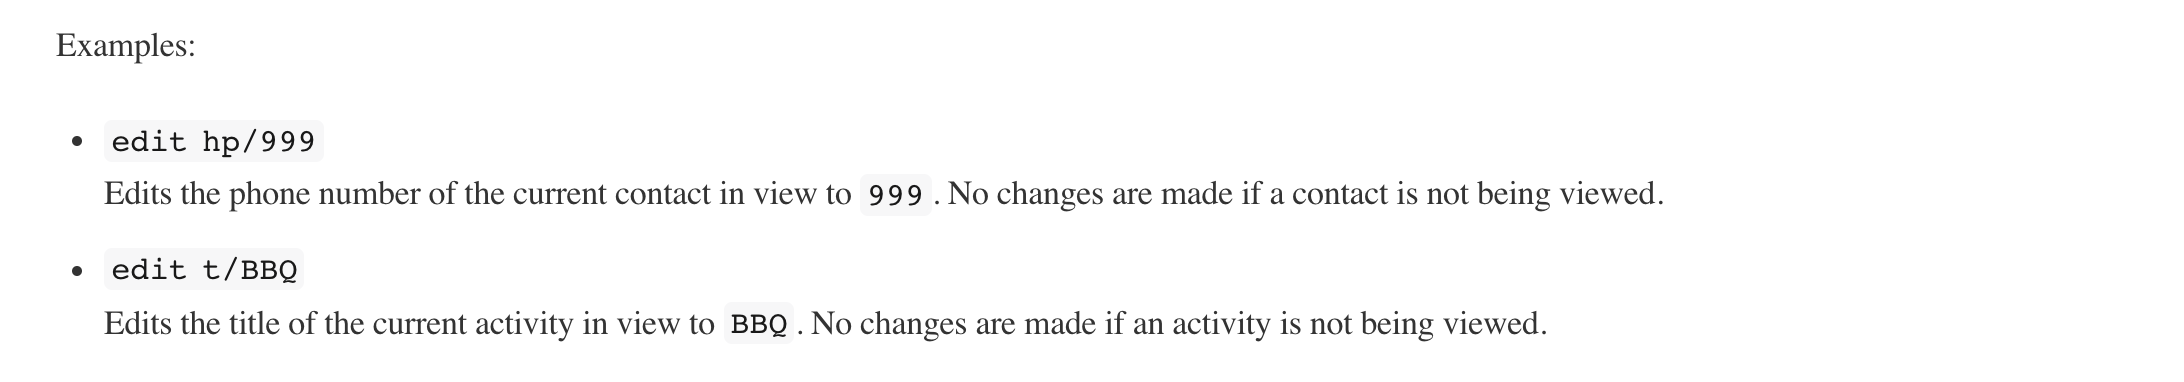 Examples:
edit hp/999
Edits the phone number of the current contact in view to 999. No changes are made if a contact is not being viewed.
edit t/BBQ
Edits the title of the current activity in view to BBQ. No changes are made if an activity is not being viewed.